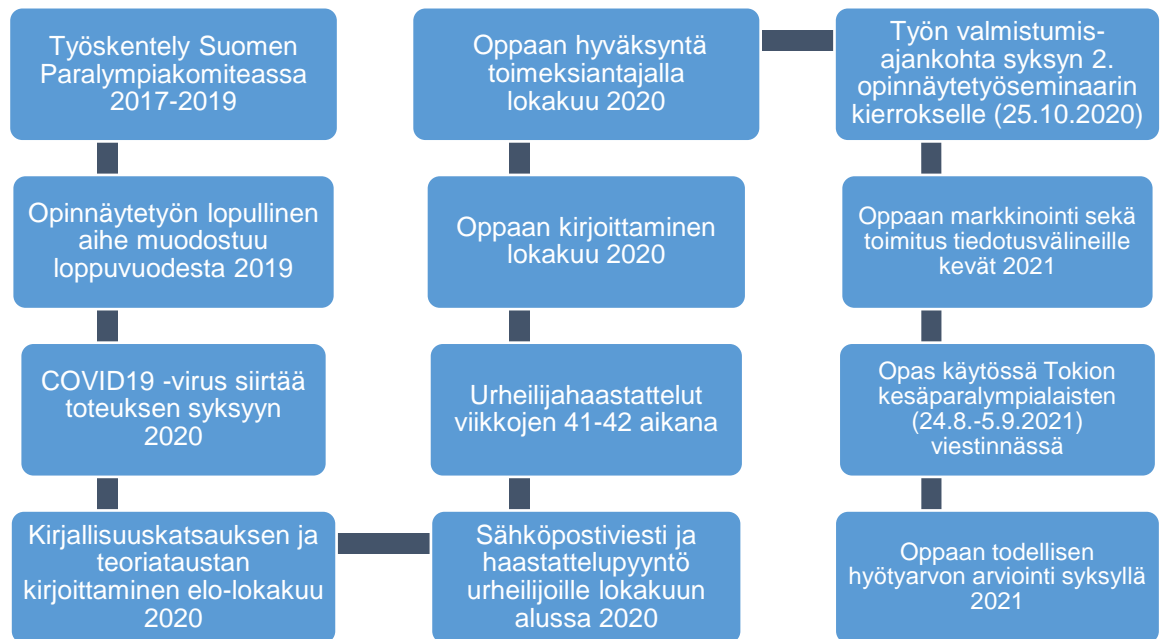 Työskentely Suomen
Paralympiakomiteassa
2017-2019
Opinnäytetyön lopullinen
aihe muodostuu
loppuvuodesta 2019
COVID19 -virus siirtää
toteuksen syksyyn
2020
Kirjallisuuskatsauksen ja
teoriataustan
kirjoittaminen elo-lokakuu
2020
Sähköpostiviesti ja
haastattelupyyntö
urheilijoille lokakuun
alussa 2020
Urheilijahaastattelut
viikkojen 41-42 aikana
Oppaan kirjoittaminen
lokakuu 2020
Oppaan hyväksyntä
toimeksiantajalla
lokakuu 2020
Työn valmistumis-
ajankohta syksyn 2.
opinnäytetyöseminaarin
kierrokselle (25.10.2020)
Oppaan markkinointi sekä
toimitus tiedotusvälineille
kevät 2021
Opas käytössä Tokion
kesäparalympialaisten
(24.8.-5.9.2021)
viestinnässä
Oppaan todellisen
hyötyarvon arviointi syksyllä
2021